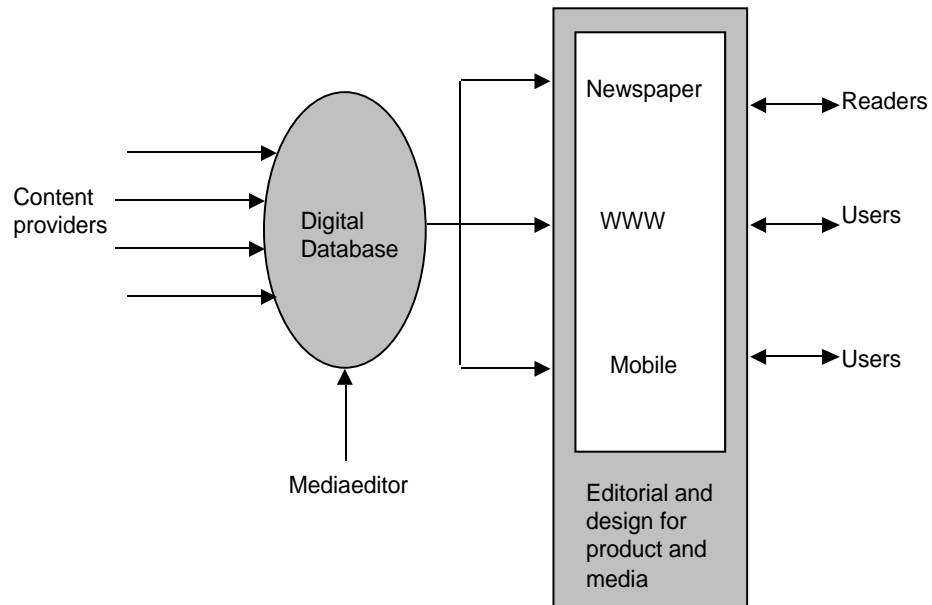 Content
providers
Digital
Database
Mediaeditor
Newspaper
WWW
Mobile
Editorial and
design for
product and
media
Readers
Users
Users